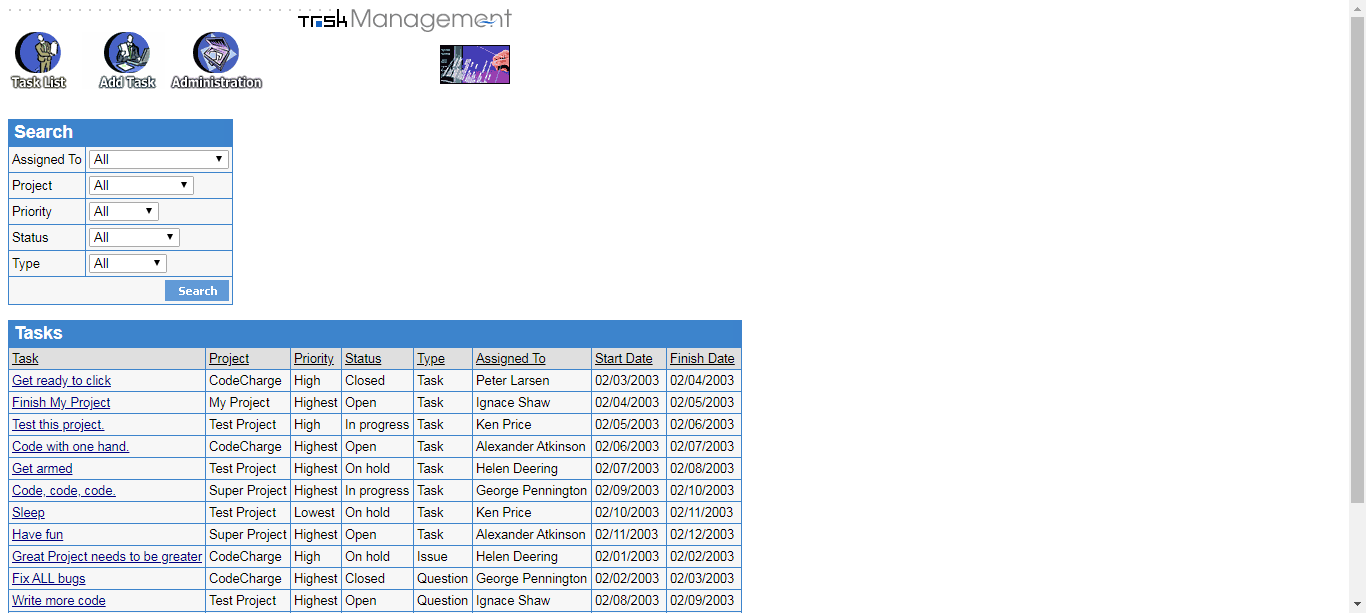 Task Management
Task List Add Task Administration
Search
Assigned To All
Project All
Priority All
Status All
Type All
Search
Tasks
Task Project Priority Status Type Assigned To Start Date Finish Date
Get ready to click CodeCharge High Closed Task Peter Larsen 02/03/2003 02/04/2003
Finish My Project My Project Highest Open Task Ignace Shaw 02/04/2003 02/05/2003
Test this project. Test Project High In progress Task Ken Price 02/05/2003 02/06/2003
Code with one hand. CodeCharge Highest Open Task Alexander Atkinson 02/06/2003 02/07/2003
Get armed Test Project Highest On hold Task Helen Deering 02/07/2003 02/08/2003
Code, code, code. Super Project Highest In progress Task George Pennington 02/09/2003 02/10/2003
Sleep Test Project Lowest On hold Task Ken Price 02/10/2003 02/11/2003
Have fun Super Project Highest Open Task Alexander Atkinson 02/11/2003 02/12/2003
Great Project needs to be greater CodeCharge High On hold Issue Helen Deering 02/01/2003 02/02/2003
Fix ALL bugs CodeCharge Highest Closed Question George Pennington 02/02/2003 02/03/2003
Write more code Test Project Highest Open Question Ignace Shaw 02/08/2003 02/09/2003